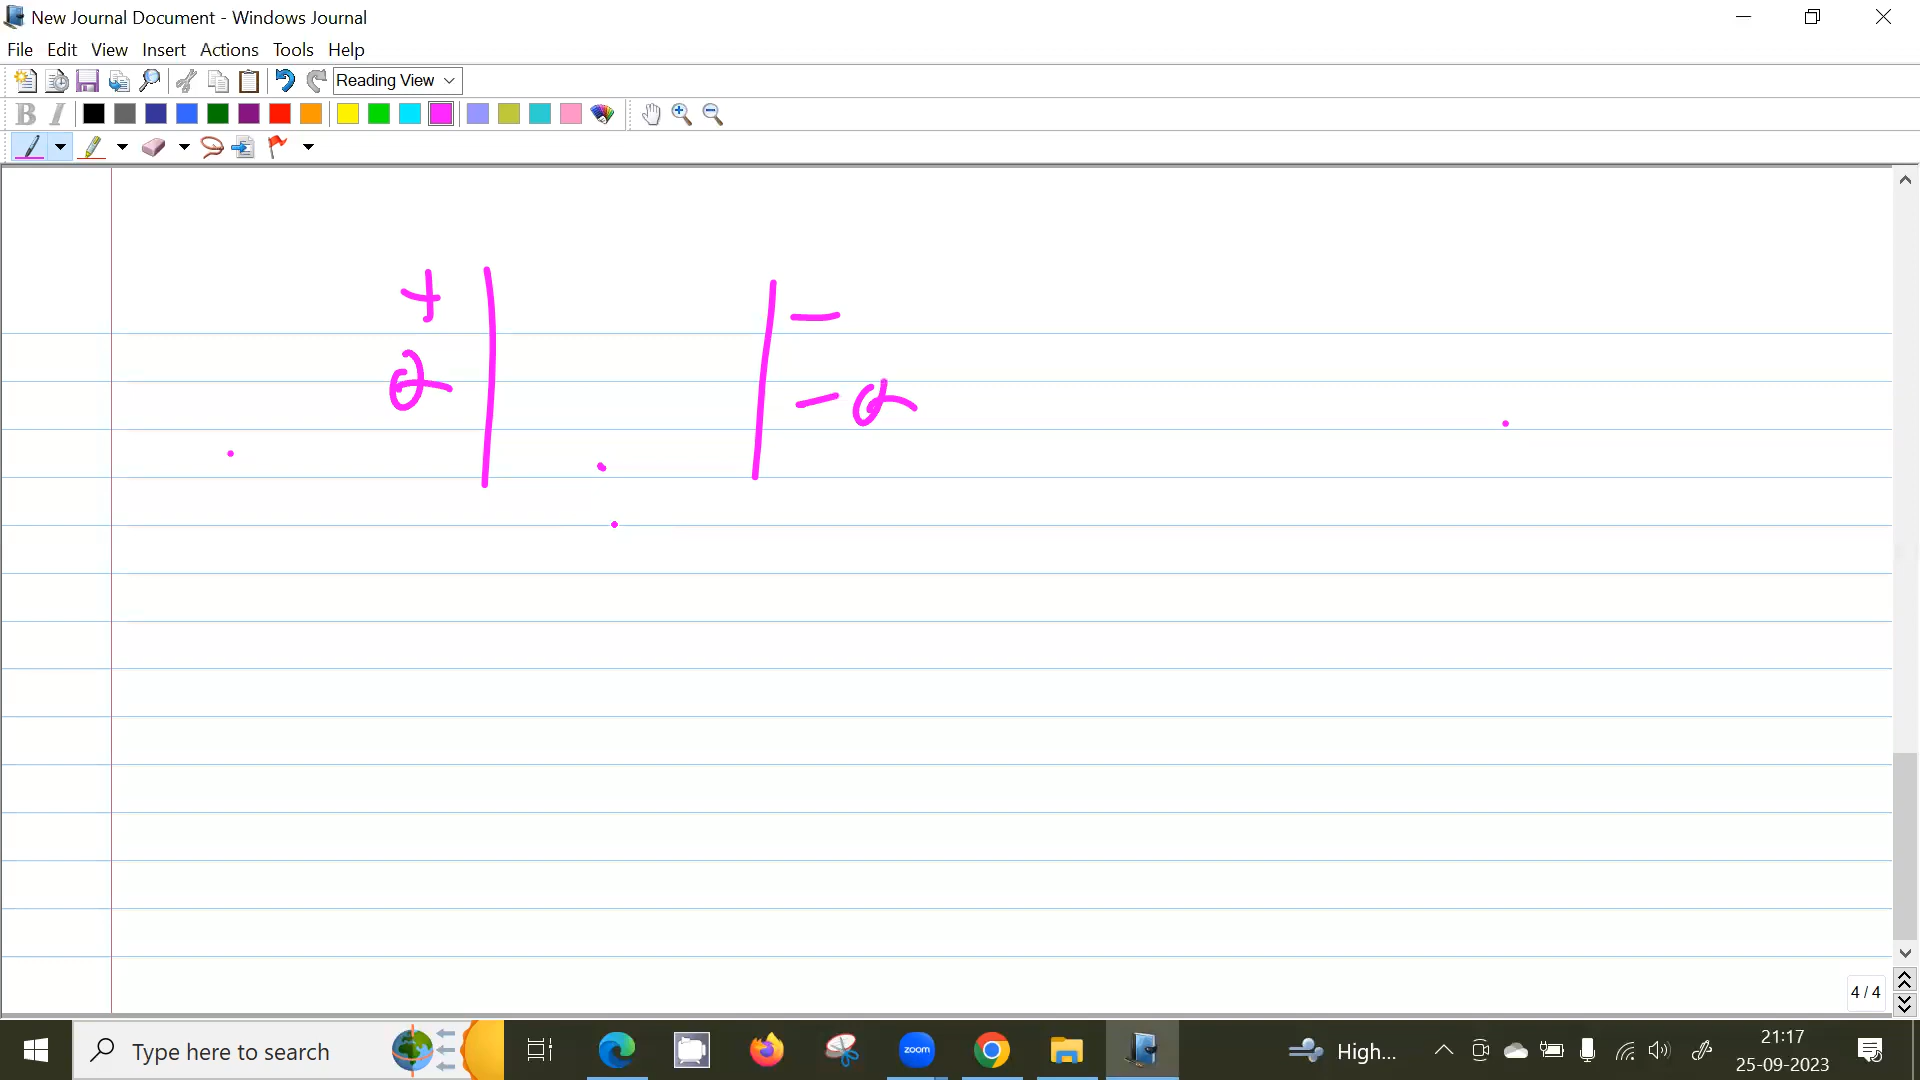 New Journal Document - Windows Journal
File Edit View Insert Actions Tools Help
Reading View
B I
+ -
-
4 / 4
Type here to search
zoom
High...
21:17
25-09-2023